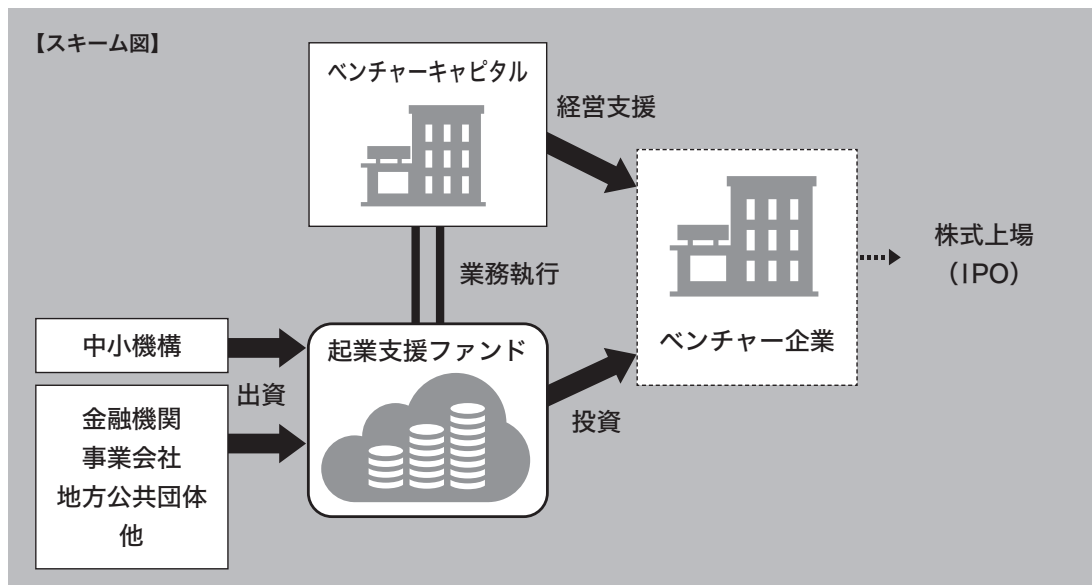 【スキーム図】
ベンチャーキャピタル
経営支援
業務執行
株式上場
（IPO）
ベンチャー企業
中小機構
出資
金融機関
事業会社
地方公共団体
他
起業支援ファンド
投資